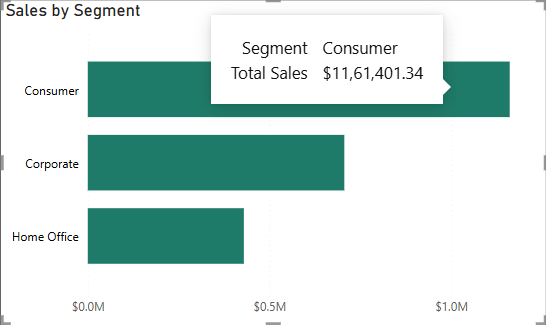 Sales by Segment
Segment Consumer
Total Sales $11,61,401.34
Consumer
Corporate
Home Office
$0.0M $0.5M $1.0M